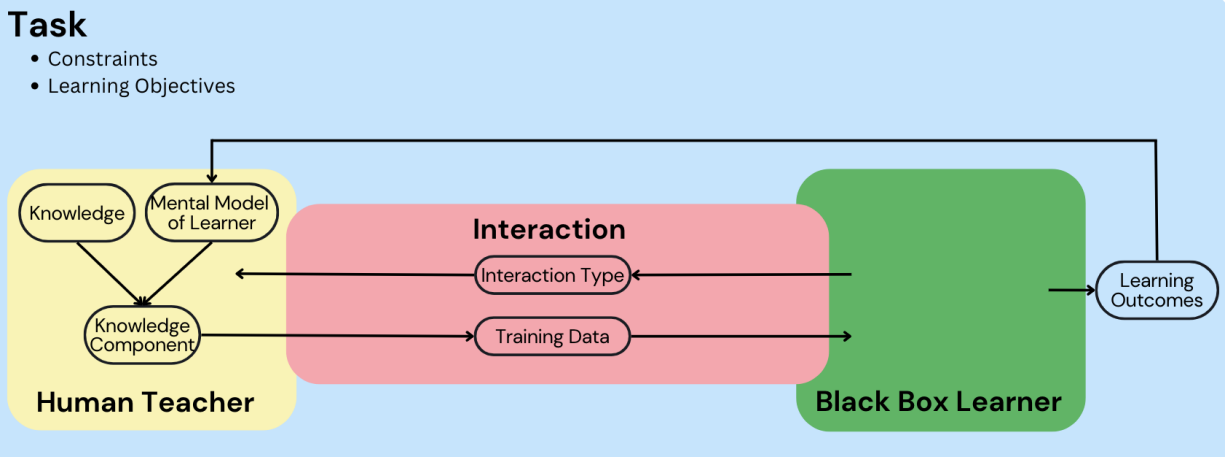 Task
Constraints
Learning Objectives
Knowledge
Mental Model
of Learner
Knowledge
Component
Human Teacher
Interaction
Interaction Type
Training Data
Black Box Learner
Learning
Outcomes